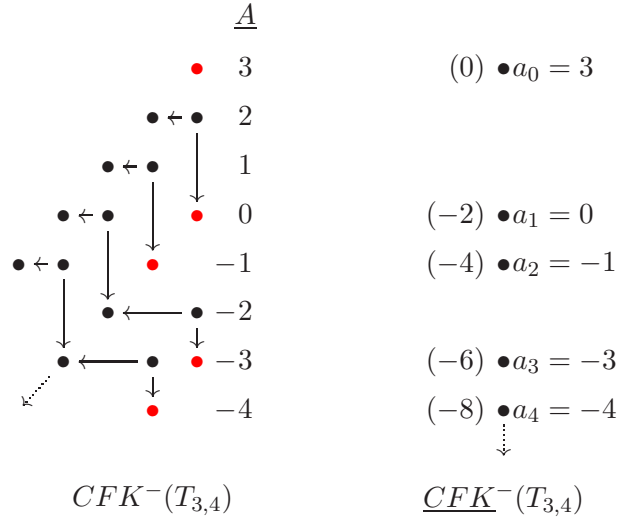 A
3 (0) a₀ = 3
2
1
0 (−2) a₁ = 0
−1 (−4) a₂ = −1
−2
−3 (−6) a₃ = −3
−4 (−8) a₄ = −4
CFK⁻(T₃,₄) CFK⁻(T₃,₄)